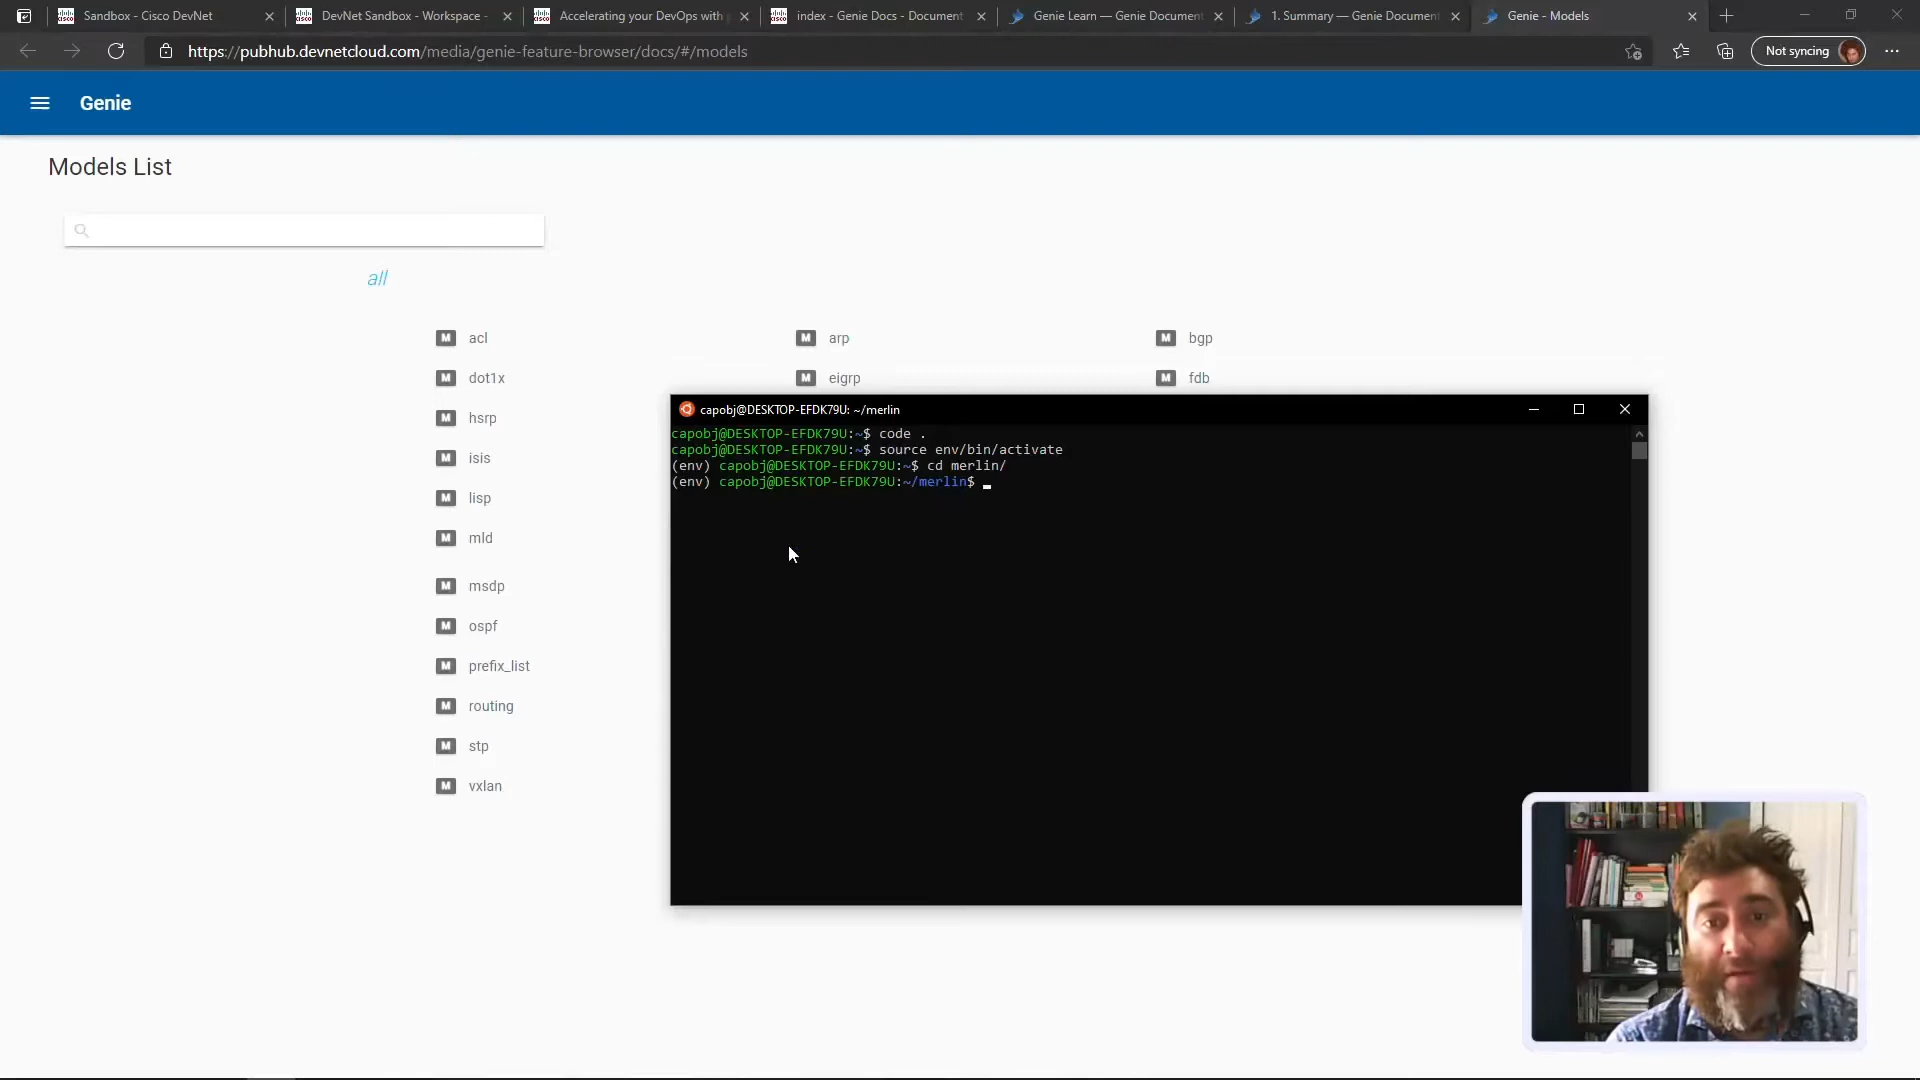 Sandbox - Cisco DevNet
DevNet Sandbox - Workspace -
Accelerating your DevOps with
index - Genie Docs - Document
Genie Learn — Genie Document
1. Summary — Genie Document
Genie - Models
https://pubhub.devnetcloud.com/media/genie-feature-browser/docs/#/models
Not syncing
Genie
Models List
all
M acl
M arp
M bgp
M dot1x
M eigrp
M fdb
M hsrp
M isis
M lisp
M mld
M msdp
M ospf
M prefix_list
M routing
M stp
M vxlan
capobj@DESKTOP-EFDK79U: ~/merlin
capobj@DESKTOP-EFDK79U:~$ code .
capobj@DESKTOP-EFDK79U:~$ source env/bin/activate
(env) capobj@DESKTOP-EFDK79U:~$ cd merlin/
(env) capobj@DESKTOP-EFDK79U:~/merlin$